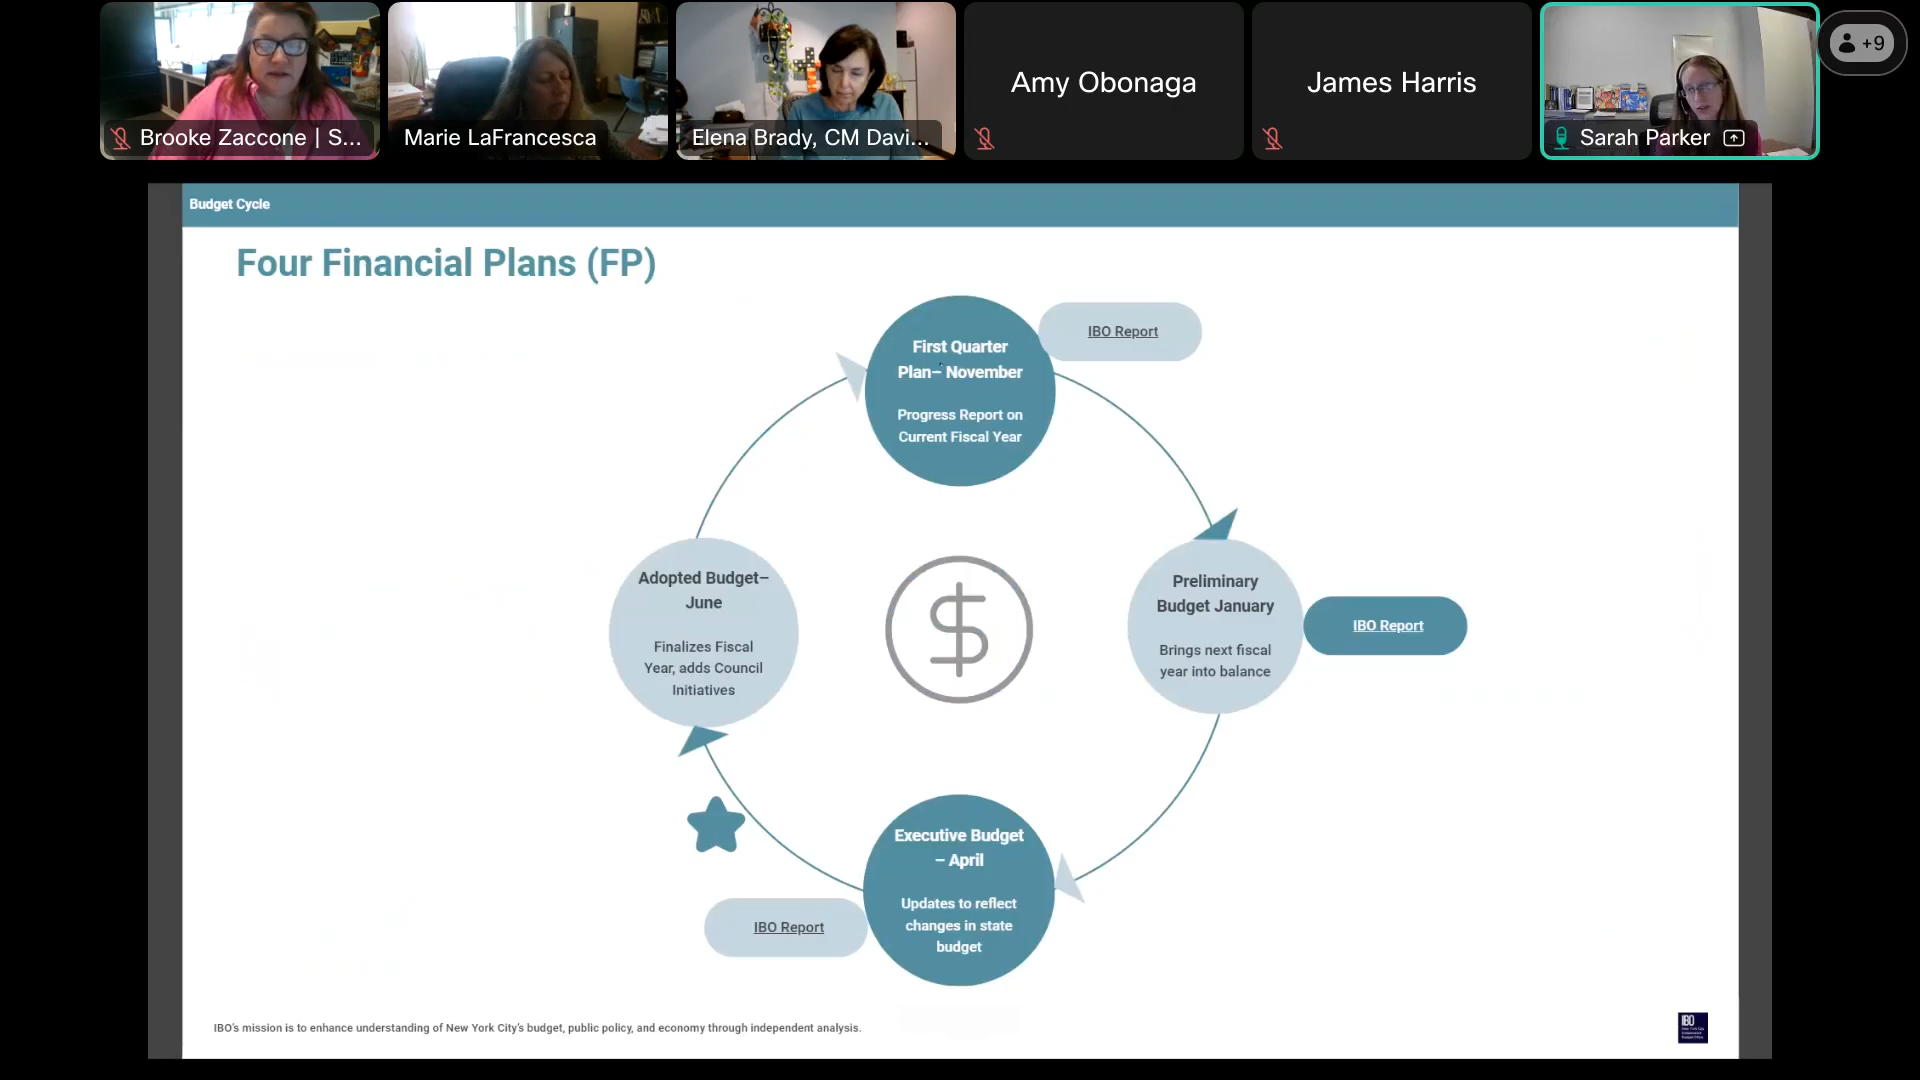 Brooke Zaccone | S...
Marie LaFrancesca
Elena Brady, CM Davi...
Amy Obonaga
James Harris
Sarah Parker
+9
Budget Cycle
Four Financial Plans (FP)
First Quarter
Plan– November
Progress Report on
Current Fiscal Year
IBO Report
Preliminary
Budget January
Brings next fiscal
year into balance
IBO Report
Executive Budget
– April
Updates to reflect
changes in state
budget
IBO Report
Adopted Budget–
June
Finalizes Fiscal
Year, adds Council
Initiatives
$
IBO's mission is to enhance understanding of New York City's budget, public policy, and economy through independent analysis.
IBO